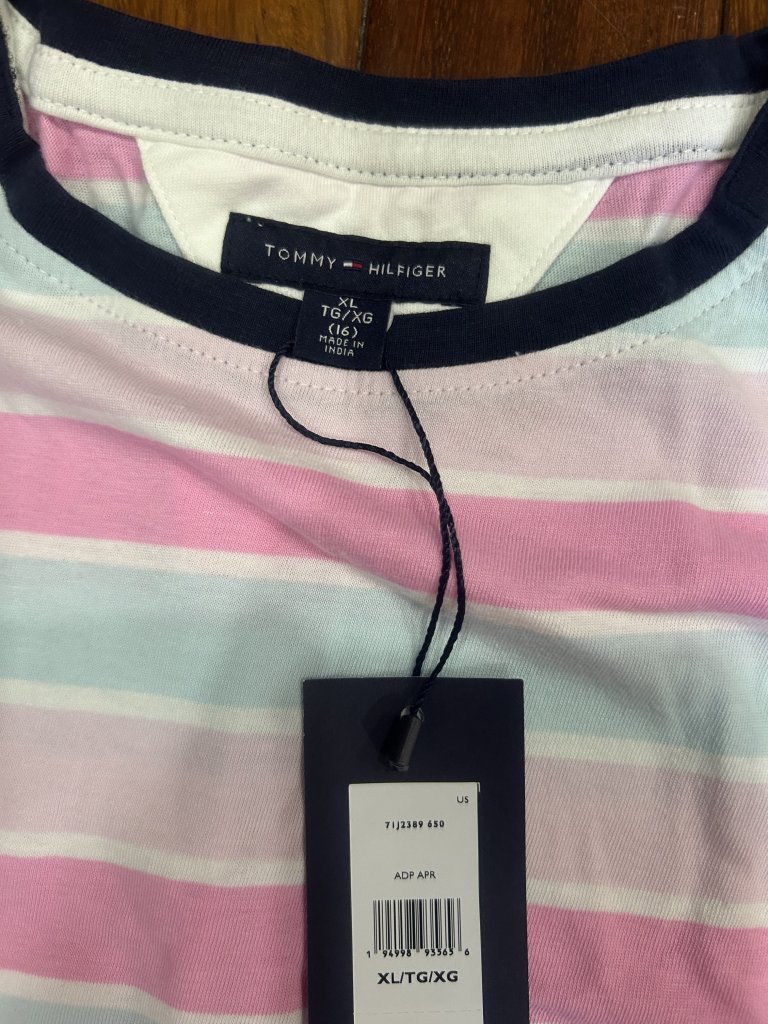 TOMMY HILFIGER
XL
TG/XG
(16)
MADE IN
INDIA
US
71J2389 650
ADP APR
1 94998 93563 6
XL/TG/XG